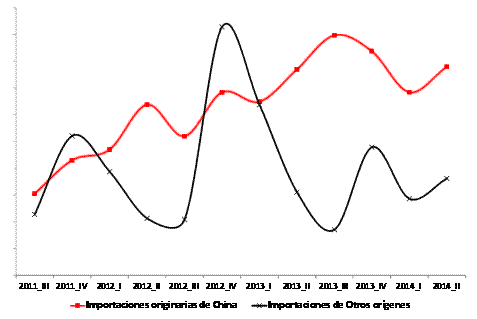 2011_III 2011_IV 2012_I 2012_II 2012_III 2012_IV 2013_I 2013_II 2013_III 2013_IV 2014_I 2014_II
Importaciones originarias de China Importaciones de Otros orígenes